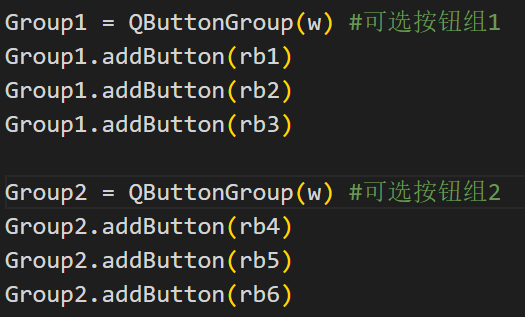 Group1 = QButtonGroup(w) #可选按钮组1
Group1.addButton(rb1)
Group1.addButton(rb2)
Group1.addButton(rb3)
Group2 = QButtonGroup(w) #可选按钮组2
Group2.addButton(rb4)
Group2.addButton(rb5)
Group2.addButton(rb6)